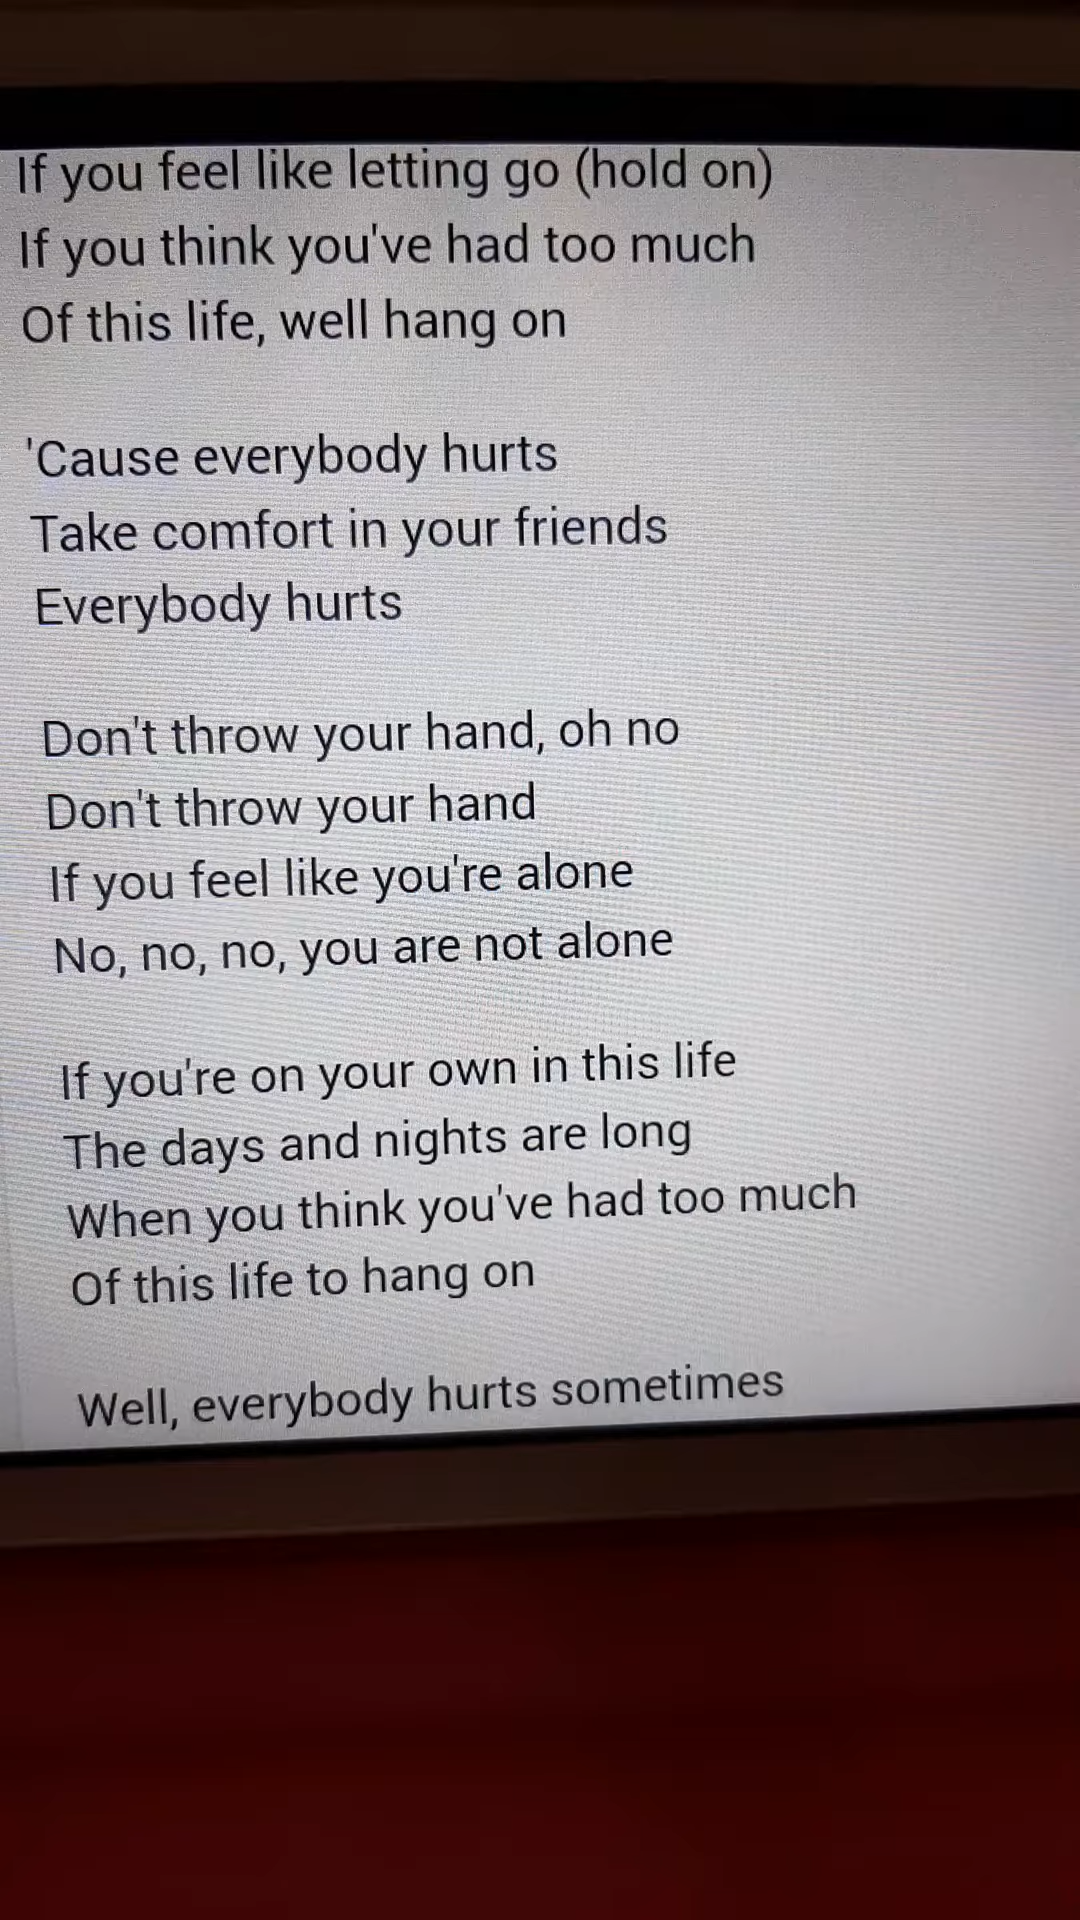 If you feel like letting go (hold on)
If you think you've had too much
Of this life, well hang on
'Cause everybody hurts
Take comfort in your friends
Everybody hurts
Don't throw your hand, oh no
Don't throw your hand
If you feel like you're alone
No, no, no, you are not alone
If you're on your own in this life
The days and nights are long
When you think you've had too much
Of this life to hang on
Well, everybody hurts sometimes